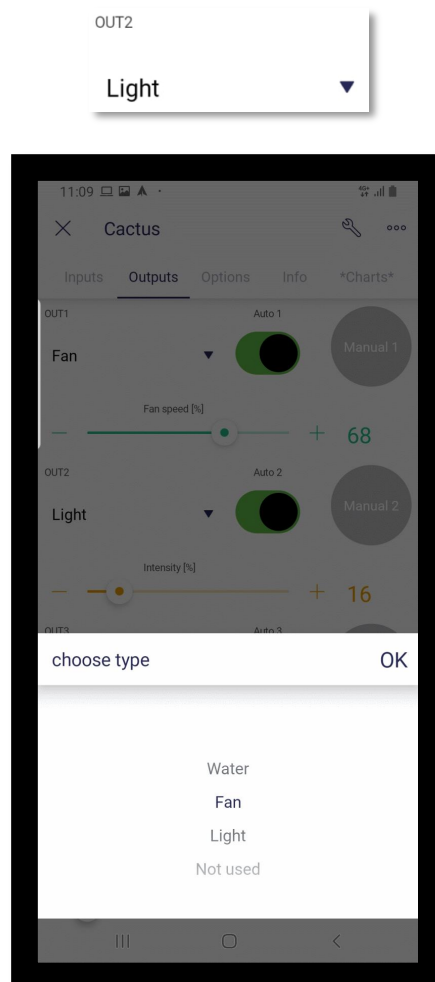 OUT2
Light
11:09
4G+
Cactus
Inputs Outputs Options Info *Charts*
OUT1 Auto 1
Fan Manual 1
Fan speed [%]
− + 68
OUT2 Auto 2
Light Manual 2
Intensity [%]
− + 16
OUT3 Auto 3
choose type OK
Water
Fan
Light
Not used